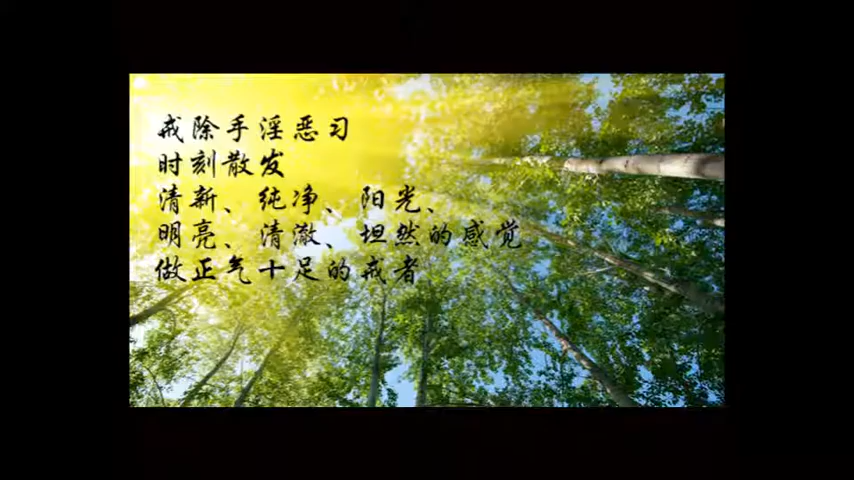 戒除手淫恶习
时刻散发
清新、纯净、阳光、
明亮、清澈、坦然的感觉
做正气十足的戒者